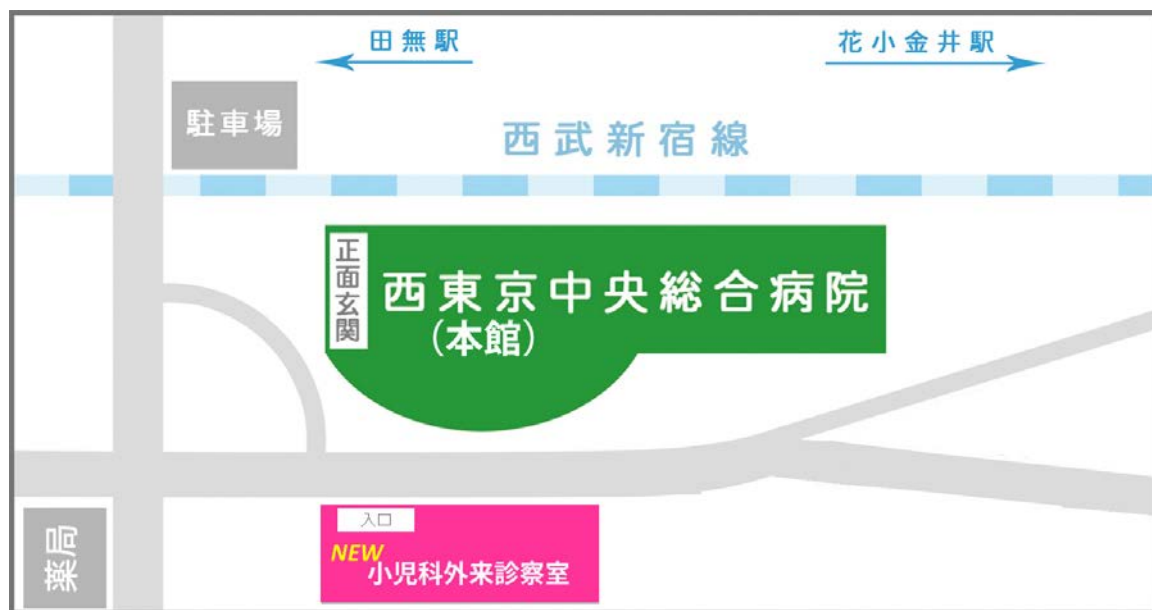 田無駅
花小金井駅
駐車場
西武新宿線
正面玄関
西東京中央総合病院
(本館)
入口
NEW
小児科外来診察室
薬局